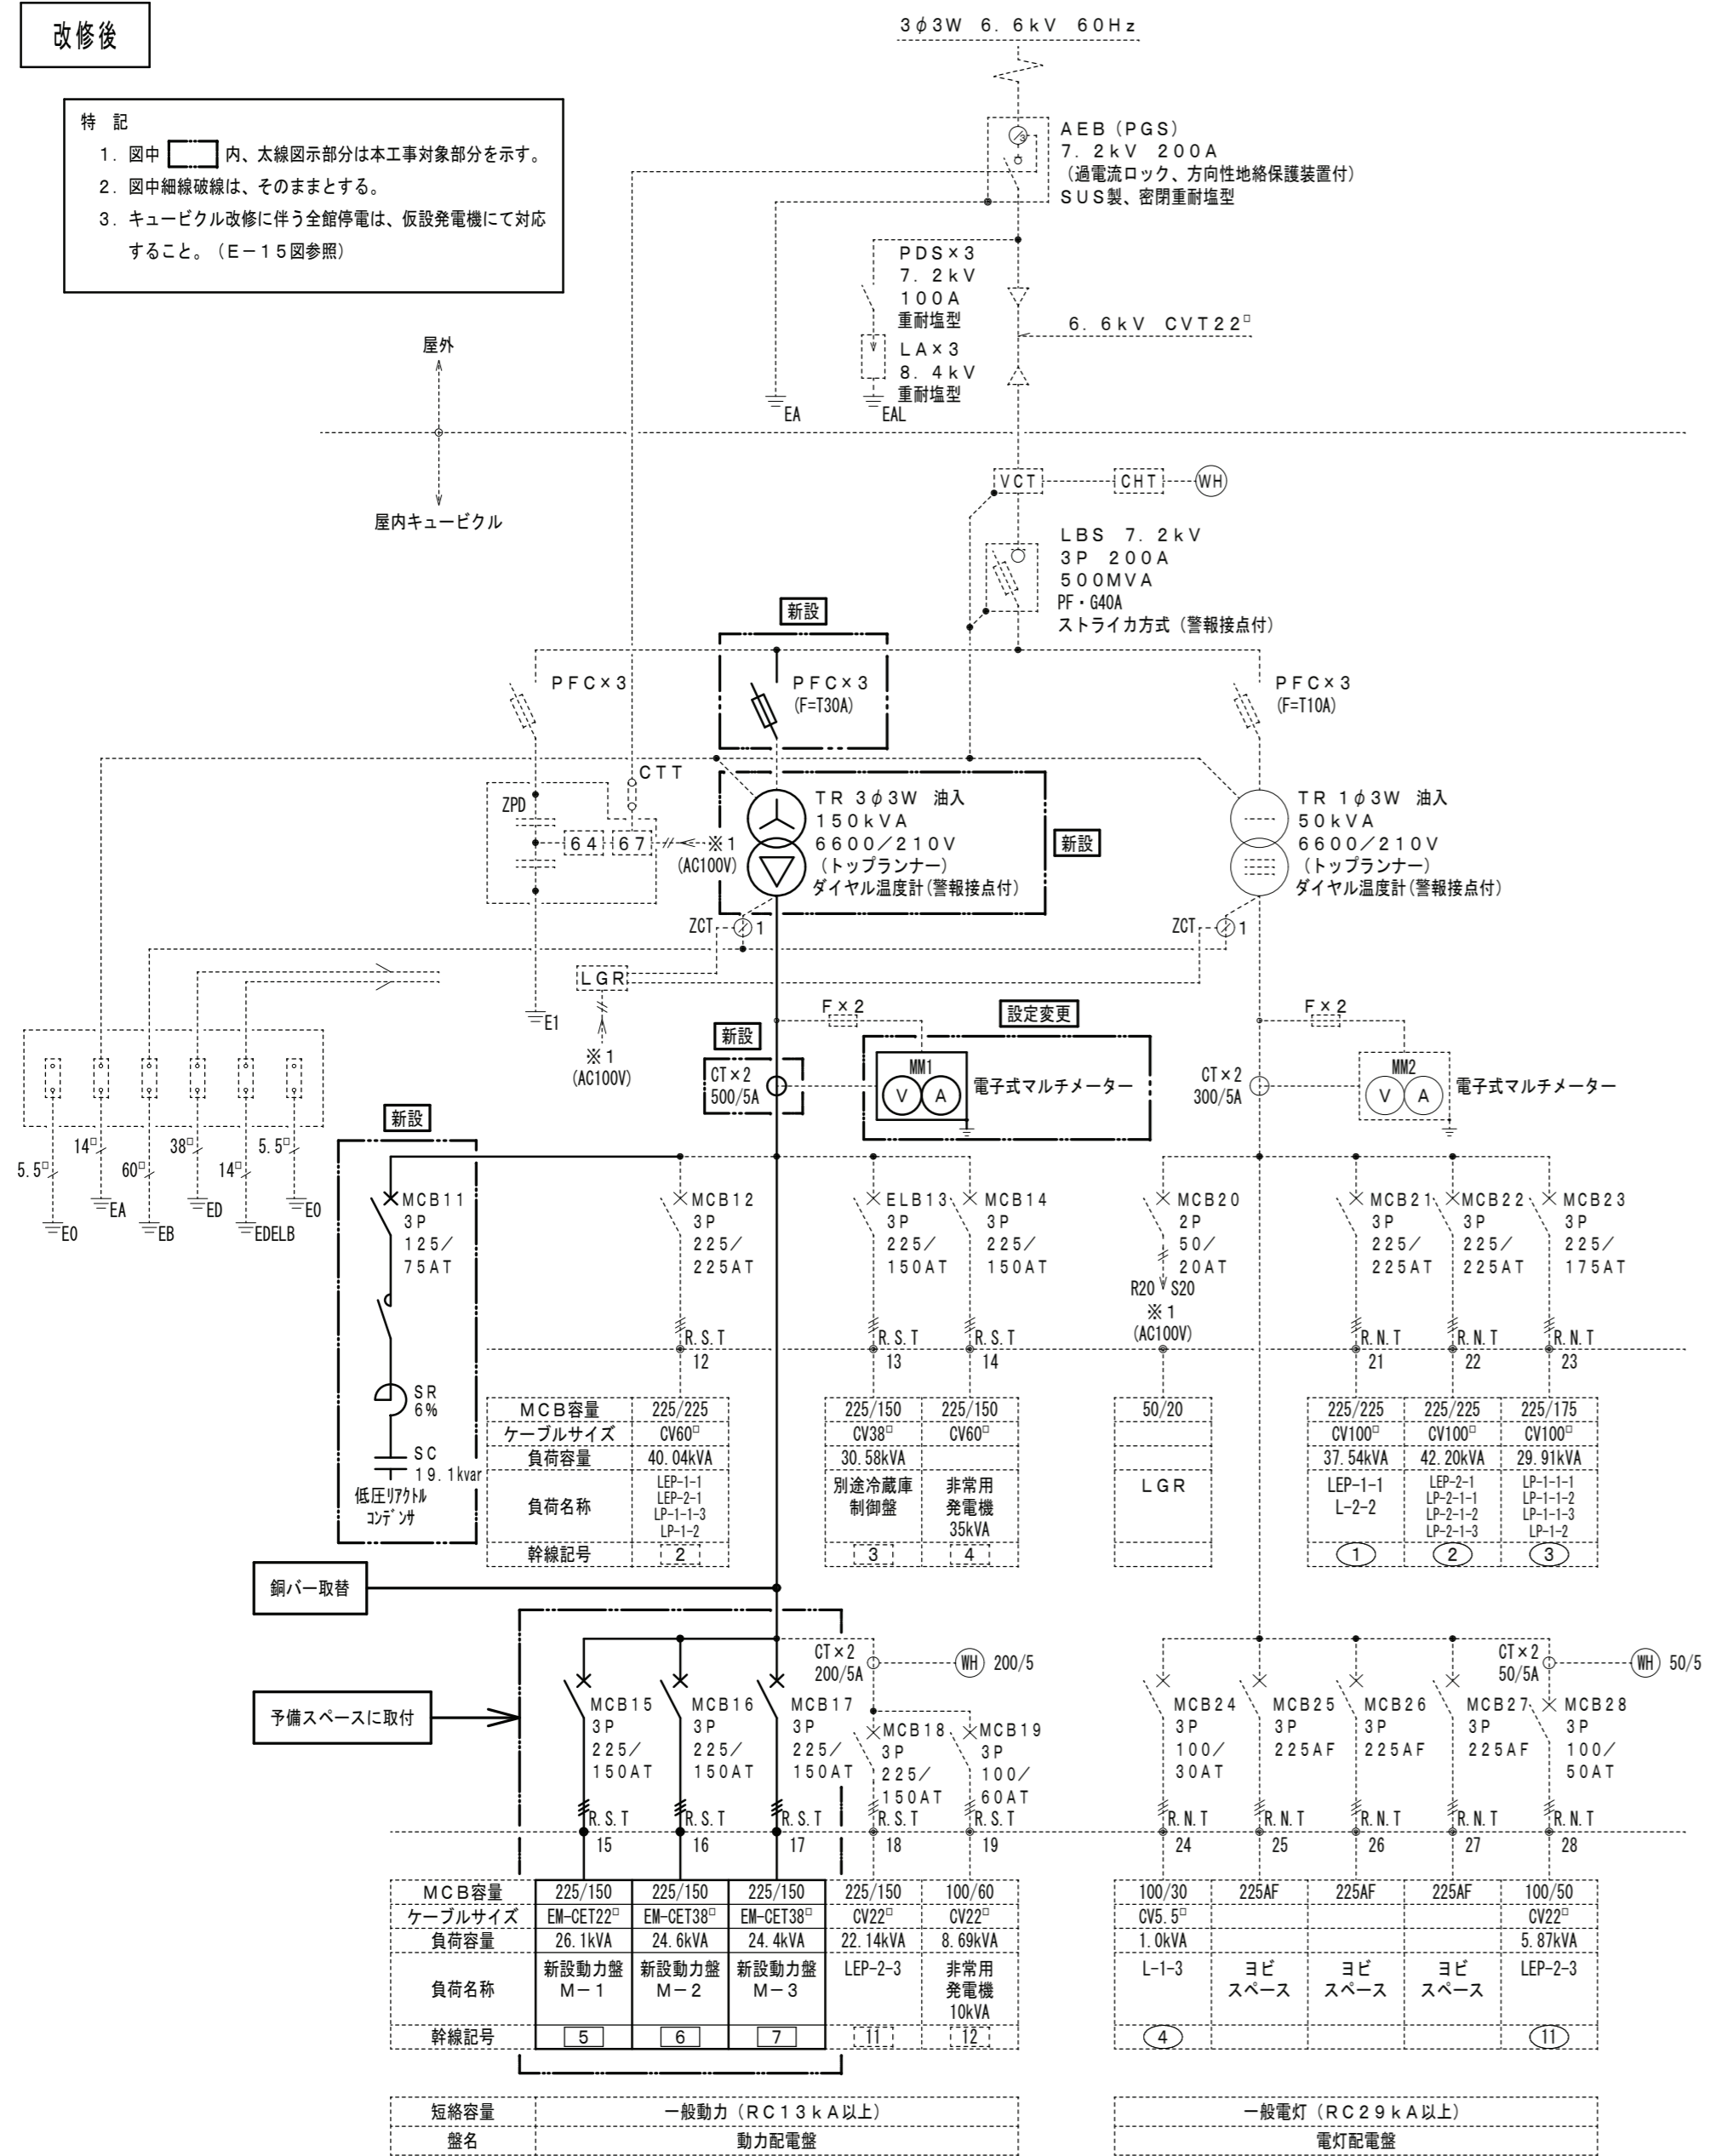 改修後
3φ3W 6.6kV 60Hz
特 記
1. 図中 内、太線図示部分は本工事対象部分を示す。
2. 図中細線破線は、そのままとする。
3. キュービクル改修に伴う全館停電は、仮設発電機にて対応
すること。（E－15図参照）
AEB（PGS）
7.2kV 200A
（過電流ロック、方向性地絡保護装置付）
SUS製、密閉重耐塩型
PDS×3
7.2kV
100A
重耐塩型
LA×3
8.4kV
重耐塩型
6.6kV CVT22□
EA
EAL
屋外
屋内キュービクル
VCT
CHT
WH
LBS 7.2kV
3P 200A
500MVA
PF・G40A
ストライカ方式（警報接点付）
新設
PFC×3
PFC×3
(F=T30A)
PFC×3
(F=T10A)
CTT
ZPD
64
67
※1
(AC100V)
TR 3φ3W 油入
150kVA
6600／210V
（トップランナー）
ダイヤル温度計(警報接点付)
新設
TR 1φ3W 油入
50kVA
6600／210V
（トップランナー）
ダイヤル温度計(警報接点付)
ZCT
1
ZCT
1
LGR
※1
(AC100V)
E1
F×2
設定変更
F×2
新設
CT×2
500/5A
MM1
V
A
電子式マルチメーター
CT×2
300/5A
MM2
V
A
電子式マルチメーター
5.5□
14□
60□
38□
14□
5.5□
E0
EA
EB
ED
EDELB
E0
新設
MCB11
3P
125／
75AT
SR
6%
SC
19.1kvar
低圧リアクトル
コンデンサ
MCB12
3P
225／
225AT
R.S.T
12
ELB13
3P
225／
150AT
R.S.T
13
MCB14
3P
225／
150AT
R.S.T
14
MCB20
2P
50／
20AT
R20 S20
※1
(AC100V)
MCB21
3P
225／
225AT
R.N.T
21
MCB22
3P
225／
225AT
R.N.T
22
MCB23
3P
225／
175AT
R.N.T
23
MCB容量 225/225 225/150 225/150 50/20 225/225 225/225 225/175
ケーブルサイズ CV60□ CV38□ CV60□ CV100□ CV100□ CV100□
負荷容量 40.04kVA 30.58kVA 37.54kVA 42.20kVA 29.91kVA
負荷名称
LEP-1-1
LEP-2-1
LP-1-1-3
LP-1-2
別途冷蔵庫
制御盤
非常用
発電機
35kVA
LGR
LEP-1-1
L-2-2
LEP-2-1
LP-2-1-1
LP-2-1-2
LP-2-1-3
LP-1-1-1
LP-1-1-2
LP-1-1-3
LP-1-2
幹線記号 2 3 4 1 2 3
銅バー取替
予備スペースに取付
MCB15
3P
225／
150AT
R.S.T
15
MCB16
3P
225／
150AT
R.S.T
16
MCB17
3P
225／
150AT
R.S.T
17
CT×2
200/5A
WH 200/5
MCB18
3P
225／
150AT
R.S.T
18
MCB19
3P
100／
60AT
R.S.T
19
MCB24
3P
100／
30AT
R.N.T
24
MCB25
3P
225AF
R.N.T
25
MCB26
3P
225AF
R.N.T
26
MCB27
3P
225AF
R.N.T
27
CT×2
50/5A
WH 50/5
MCB28
3P
100／
50AT
R.N.T
28
MCB容量 225/150 225/150 225/150 225/150 100/60 100/30 225AF 225AF 225AF 100/50
ケーブルサイズ EM-CET22□ EM-CET38□ EM-CET38□ CV22□ CV22□ CV5.5□ CV22□
負荷容量 26.1kVA 24.6kVA 24.4kVA 22.14kVA 8.69kVA 1.0kVA 5.87kVA
負荷名称
新設動力盤
M－1
新設動力盤
M－2
新設動力盤
M－3
LEP-2-3
非常用
発電機
10kVA
L-1-3
ヨビ
スペース
ヨビ
スペース
ヨビ
スペース
LEP-2-3
幹線記号 5 6 7 11 12 4 11
短絡容量 一般動力（RC13kA以上） 一般電灯（RC29kA以上）
盤名 動力配電盤 電灯配電盤